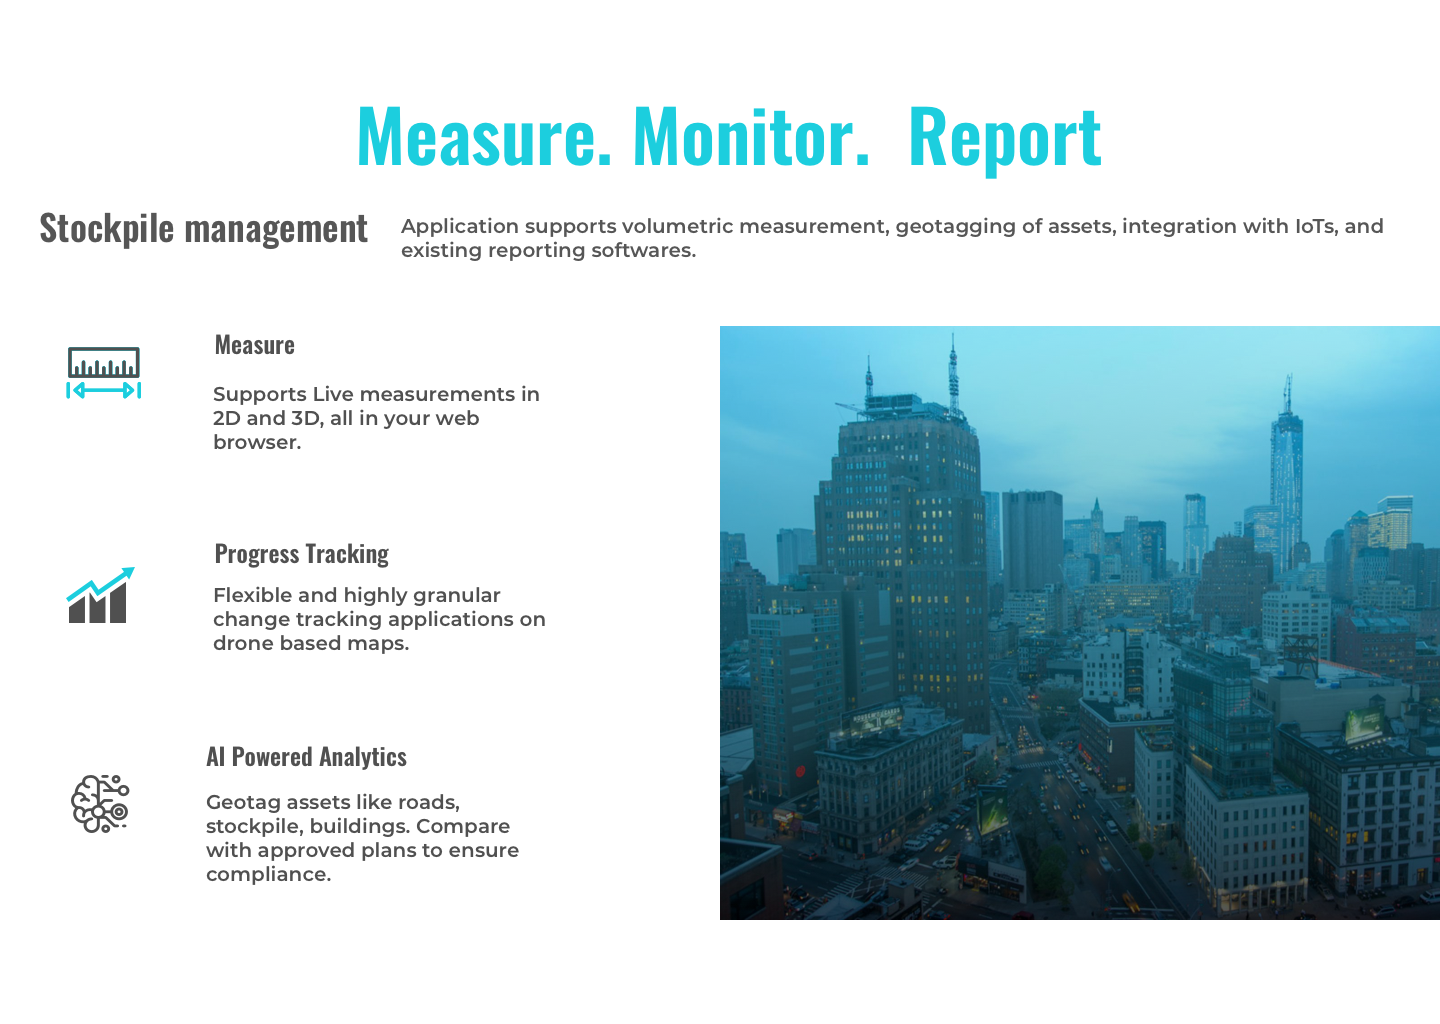 Measure. Monitor.  Report
Stockpile management
Application supports volumetric measurement, geotagging of assets, integration with IoTs, and
existing reporting softwares.
Measure
Supports Live measurements in
2D and 3D, all in your web
browser.
Progress Tracking
Flexible and highly granular
change tracking applications on
drone based maps.
AI Powered Analytics
Geotag assets like roads,
stockpile, buildings. Compare
with approved plans to ensure
compliance.